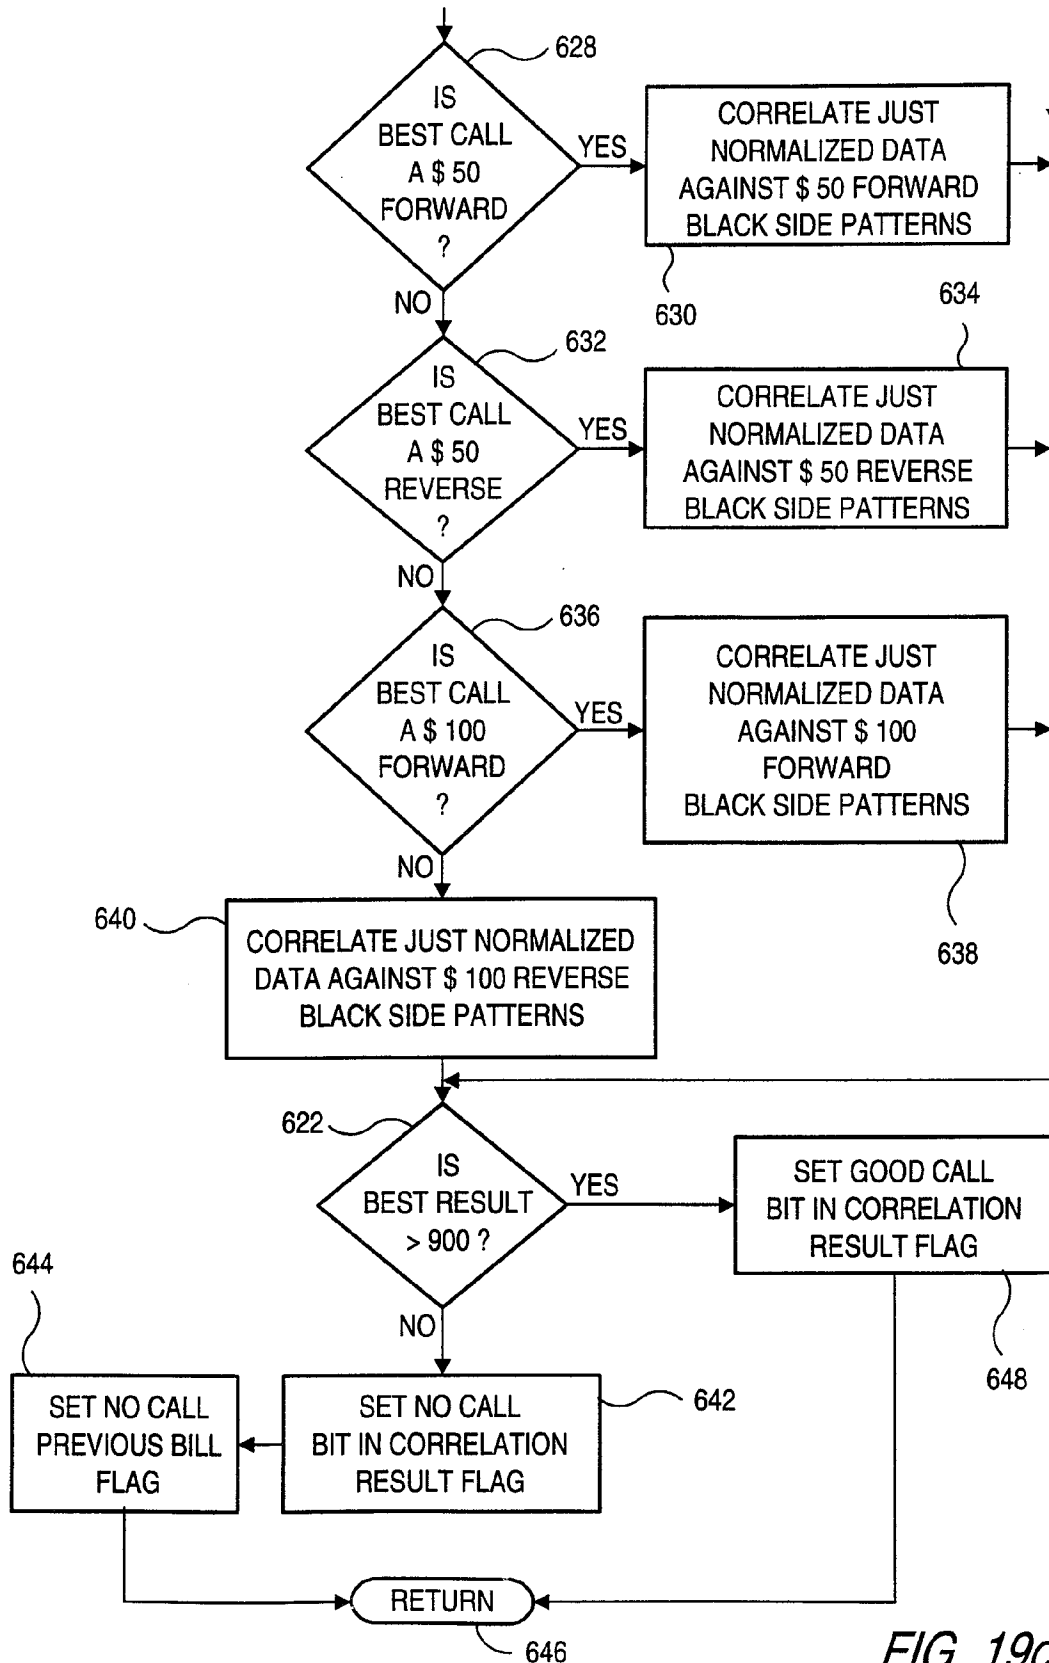 628
IS
BEST CALL
A $ 50
FORWARD
?
YES
CORRELATE JUST
NORMALIZED DATA
AGAINST $ 50 FORWARD
BLACK SIDE PATTERNS
630
NO
632
IS
BEST CALL
A $ 50
REVERSE
?
YES
634
CORRELATE JUST
NORMALIZED DATA
AGAINST $ 50 REVERSE
BLACK SIDE PATTERNS
NO
636
IS
BEST CALL
A $ 100
FORWARD
?
YES
CORRELATE JUST
NORMALIZED DATA
AGAINST $ 100
FORWARD
BLACK SIDE PATTERNS
638
NO
640
CORRELATE JUST NORMALIZED
DATA AGAINST $ 100 REVERSE
BLACK SIDE PATTERNS
622
IS
BEST RESULT
> 900 ?
YES
SET GOOD CALL
BIT IN CORRELATION
RESULT FLAG
648
NO
642
SET NO CALL
BIT IN CORRELATION
RESULT FLAG
644
SET NO CALL
PREVIOUS BILL
FLAG
RETURN
646
FIG.